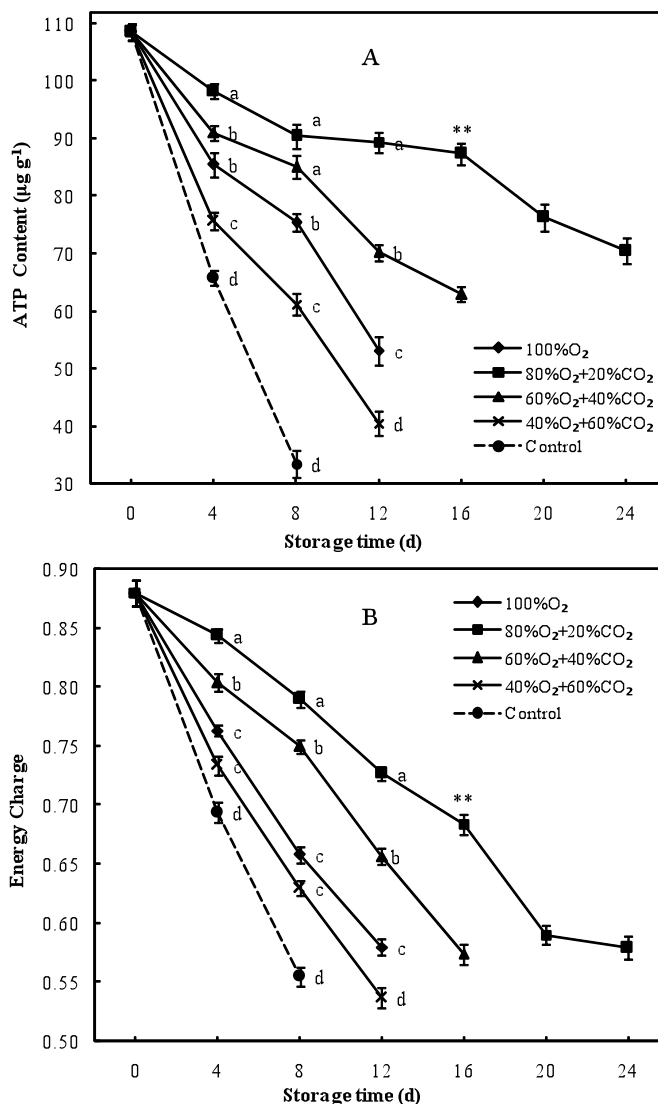 A
110
100
90
80
70
60
50
40
30
ATP Content (µg g¹)
a
a
a
**
b
a
b
b
b
c
c
c
d
d
d
100%O₂
80%O₂+20%CO₂
60%O₂+40%CO₂
40%O₂+60%CO₂
Control
0 4 8 12 16 20 24
Storage time (d)
B
0.90
0.85
0.80
0.75
0.70
0.65
0.60
0.55
0.50
Energy Charge
a
a
a
**
b
b
b
c
c
c
c
c
d
d
d
100%O₂
80%O₂+20%CO₂
60%O₂+40%CO₂
40%O₂+60%CO₂
Control
0 4 8 12 16 20 24
Storage time (d)